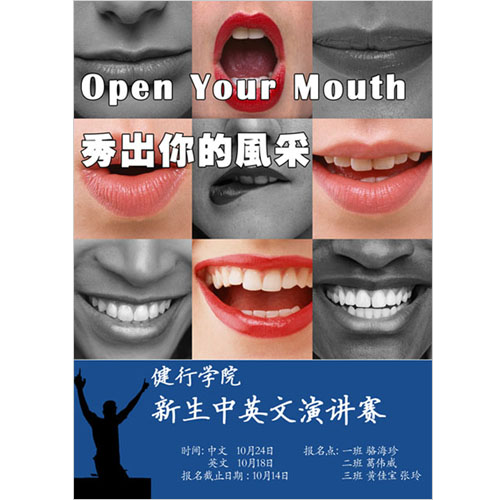 Open Your Mouth
秀出你的風采
健行学院
新生中英文演讲赛
时间: 中文 10月24日
英文 10月18日
报名截止日期: 10月14日
报名点: 一班 骆海珍
二班 葛伟威
三班 黄佳宝 张玲